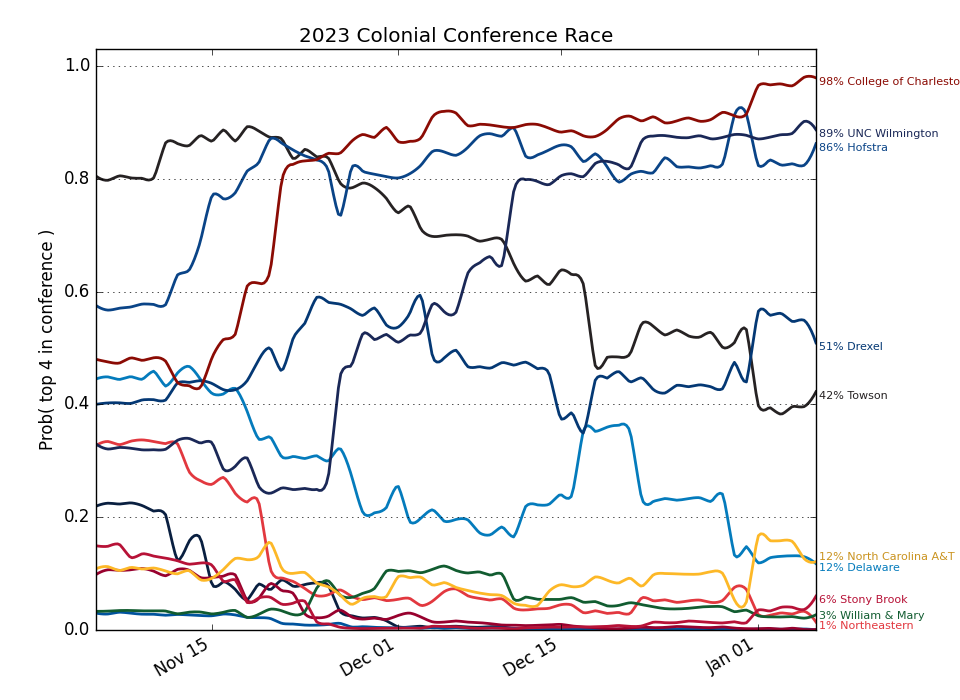 2023 Colonial Conference Race
1.0
0.8
0.6
0.4
0.2
0.0
Prob( top 4 in conference )
Nov 15
Dec 01
Dec 15
Jan 01
98% College of Charlesto
89% UNC Wilmington
86% Hofstra
51% Drexel
42% Towson
12% North Carolina A&T
12% Delaware
6% Stony Brook
3% William & Mary
1% Northeastern